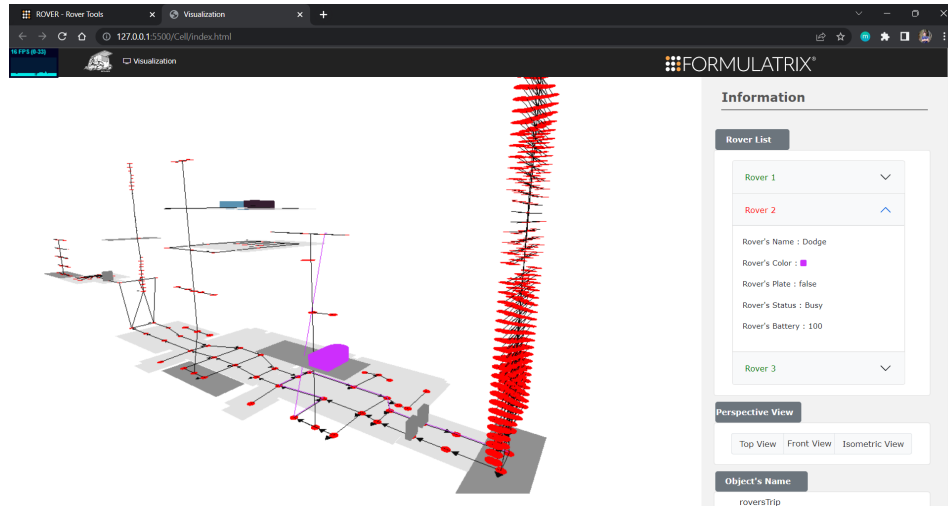 ROVER - Rover Tools
Visualization
127.0.0.1:5500/Cell/index.html
16 FPS (0-33)
Visualization
FORMULATRIX®
Information
Rover List
Rover 1
Rover 2
Rover's Name : Dodge
Rover's Color :
Rover's Plate : false
Rover's Status : Busy
Rover's Battery : 100
Rover 3
Perspective View
Top View Front View Isometric View
Object's Name
roversTrip